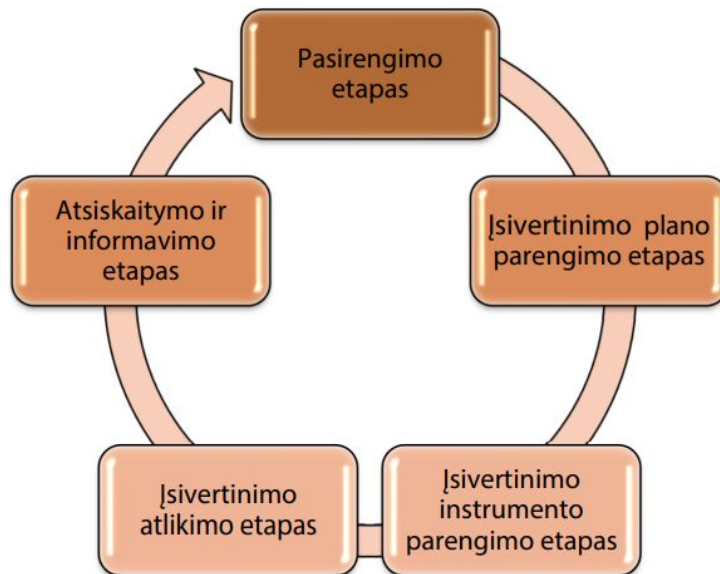 Pasirengimo
etapas
Įsivertinimo plano
parengimo etapas
Įsivertinimo
instrumento
parengimo etapas
Įsivertinimo
atlikimo etapas
Atsiskaitymo ir
informavimo
etapas